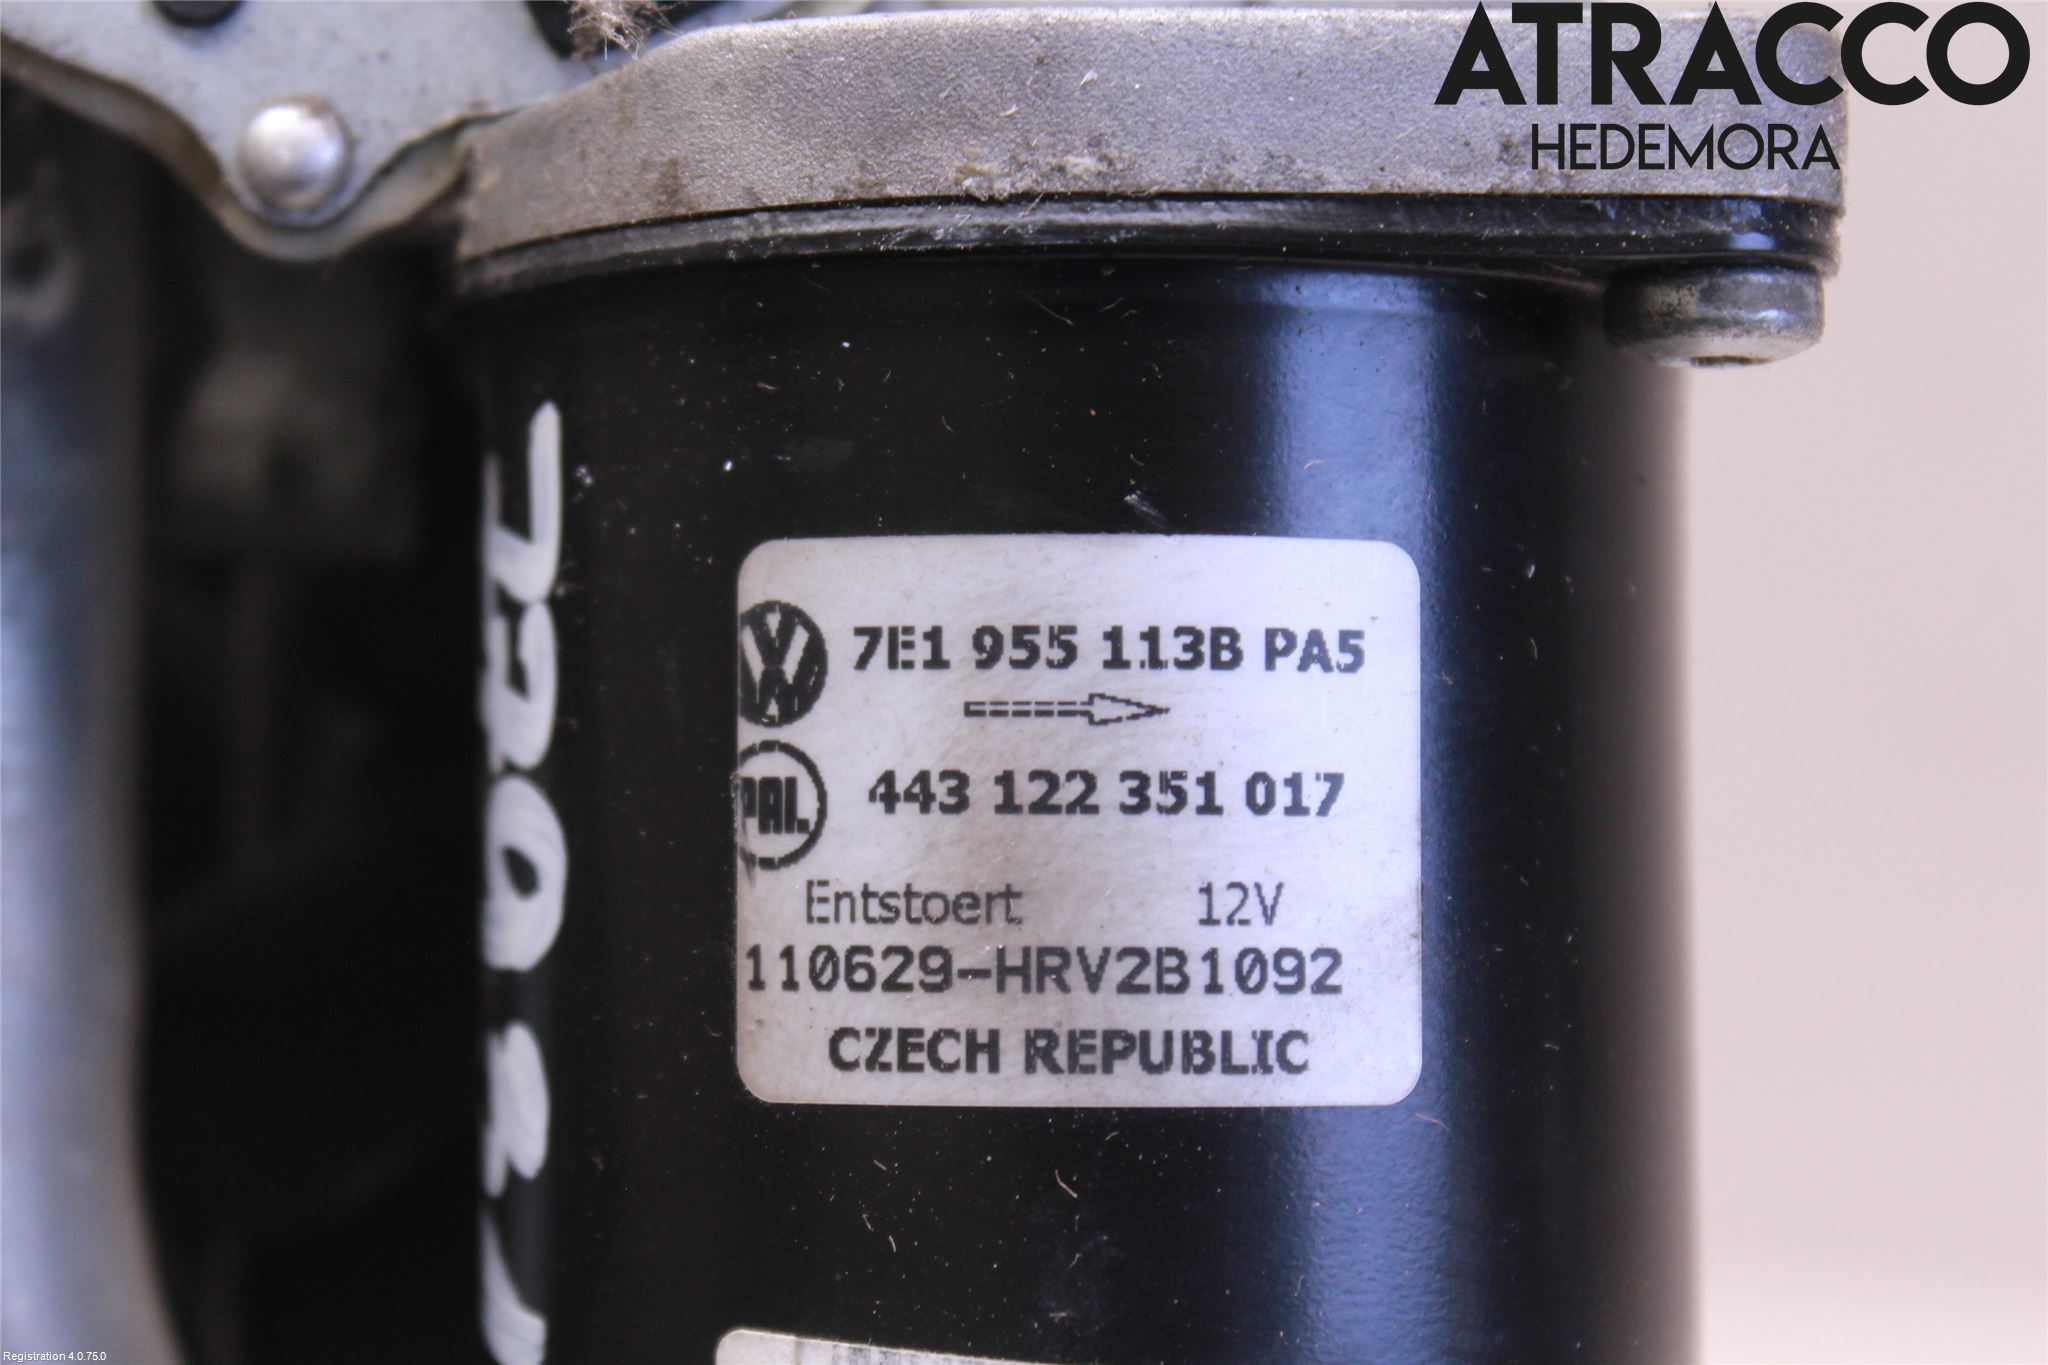 ATRACCO
HEDEMORA
7E1 955 113B PA5
PAL
443 122 351 017
Entstoert 12V
110629-HRV2B1092
CZECH REPUBLIC
Registration 4.0.75.0